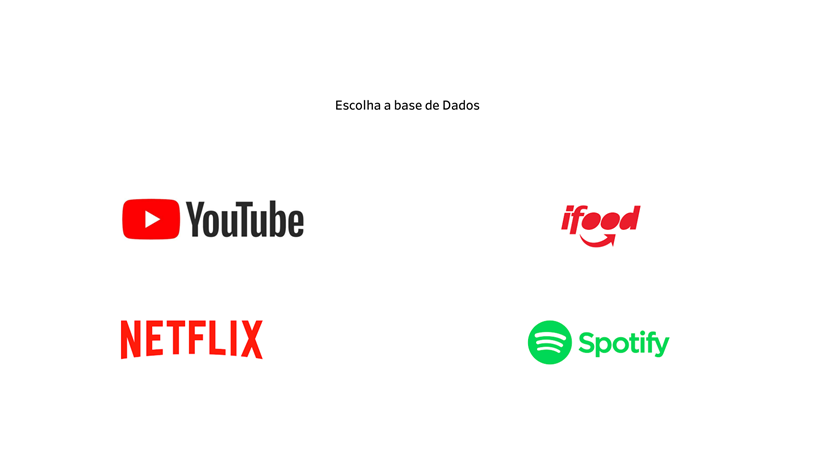 Escolha a base de Dados
YouTube
ifood
NETFLIX
Spotify